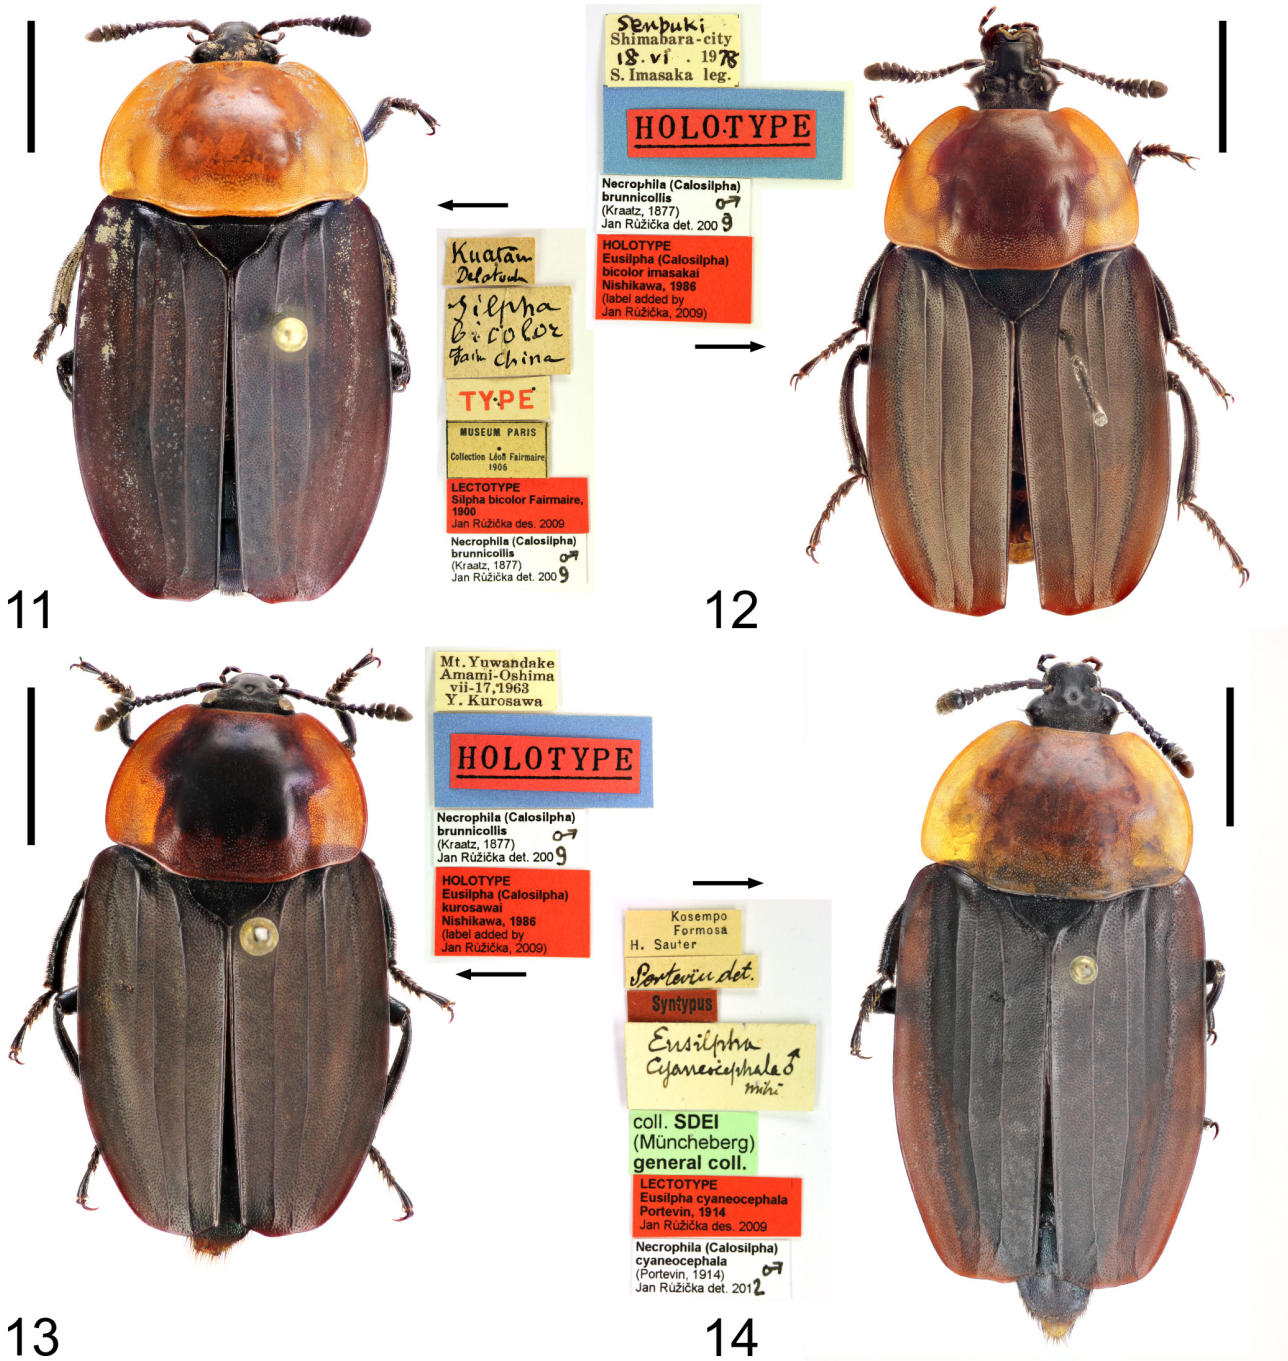 Senbuki
Shimabara-city
18. vi . 1978
S. Imasaka leg.
HOLOTYPE
Necrophila (Calosilpha)
brunnicollis
(Kraatz, 1877) ♂
Jan Růžička det. 2009
HOLOTYPE
Eusilpha (Calosilpha)
bicolor imasakai
Nishikawa, 1986
(label added by
Jan Růžička, 2009)
Kuatun
Silpha
bicolor
Fairm China
TYPE
MUSEUM PARIS
Collection Léon Fairmaire
1906
LECTOTYPE
Silpha bicolor Fairmaire,
1900
Jan Růžička des. 2009
Necrophila (Calosilpha)
brunnicollis
(Kraatz, 1877) ♂
Jan Růžička det. 2009
11
12
Mt. Yuwandake
Amami-Oshima
vii-17,1963
Y. Kurosawa
HOLOTYPE
Necrophila (Calosilpha)
brunnicollis
(Kraatz, 1877) ♂
Jan Růžička det. 2009
HOLOTYPE
Eusilpha (Calosilpha)
kurosawai
Nishikawa, 1986
(label added by
Jan Růžička, 2009)
Kosempo
Formosa
H. Sauter
Portevin det.
Syntypus
Eusilpha
Cyaneocephala ♂
mihi
coll. SDEI
(Müncheberg)
general coll.
LECTOTYPE
Eusilpha cyaneocephala
Portevin, 1914
Jan Růžička des. 2009
Necrophila (Calosilpha)
cyaneocephala
(Portevin, 1914) ♂
Jan Růžička det. 2012
13
14